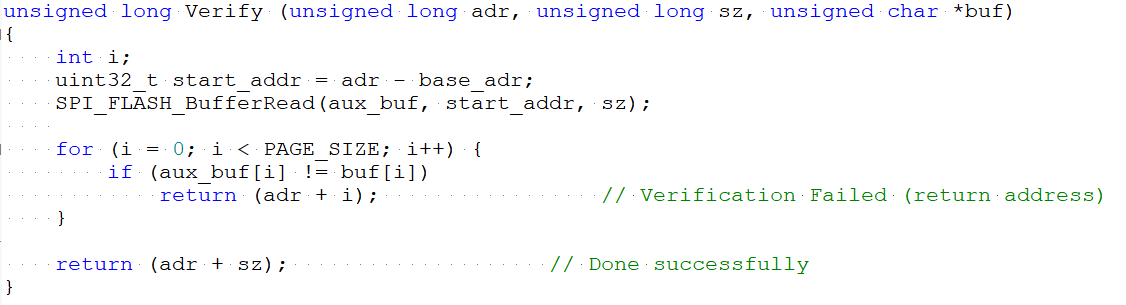 unsigned long Verify (unsigned long adr, unsigned long sz, unsigned char *buf)
{
    int i;
    uint32_t start_addr = adr - base_adr;
    SPI_FLASH_BufferRead(aux_buf, start_addr, sz);
    for (i = 0; i < PAGE_SIZE; i++) {
        if (aux_buf[i] != buf[i])
            return (adr + i);                 // Verification Failed (return address)
    }
    return (adr + sz);                    // Done successfully
}